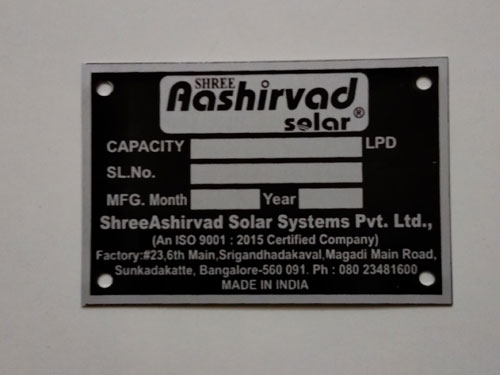 SHREE
Aashirvad
solar®
CAPACITY LPD
SL.No.
MFG. Month Year
ShreeAshirvad Solar Systems Pvt. Ltd.,
(An ISO 9001 : 2015 Certified Company)
Factory:#23,6th Main,Srigandhadakaval,Magadi Main Road,
Sunkadakatte, Bangalore-560 091. Ph : 080 23481600
MADE IN INDIA